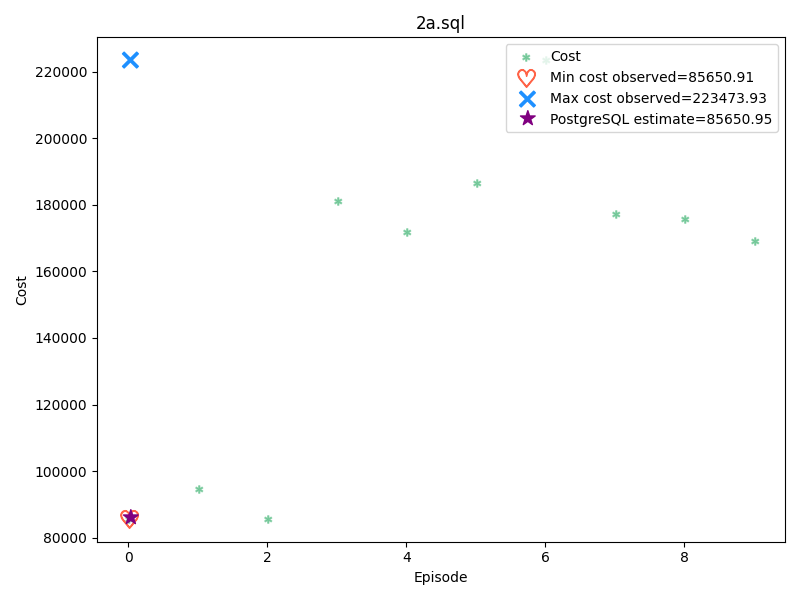 2a.sql
Cost
Min cost observed=85650.91
Max cost observed=223473.93
PostgreSQL estimate=85650.95
220000
200000
180000
160000
140000
120000
100000
80000
Cost
0
2
4
6
8
Episode